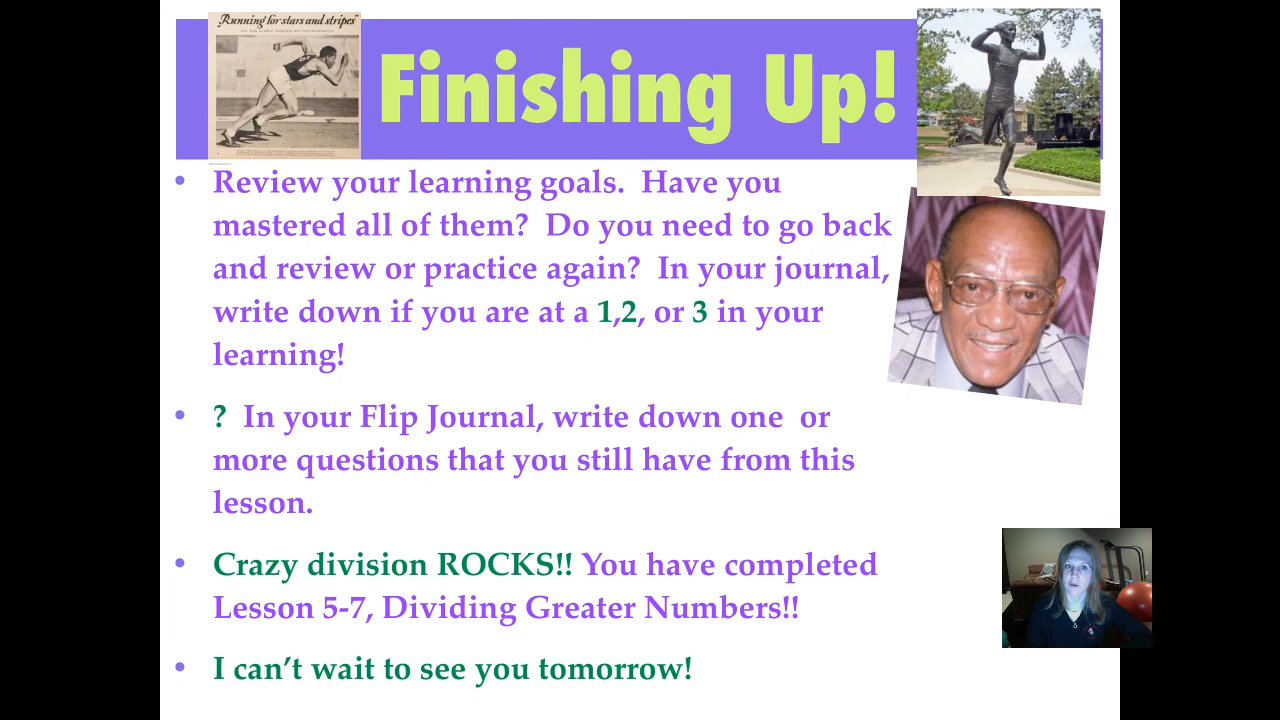 „Running for stars and stripes"
Finishing Up!
• Review your learning goals.  Have you
mastered all of them?  Do you need to go back
and review or practice again?  In your journal,
write down if you are at a 1,2, or 3 in your
learning!
• ?  In your Flip Journal, write down one  or
more questions that you still have from this
lesson.
• Crazy division ROCKS!! You have completed
Lesson 5-7, Dividing Greater Numbers!!
• I can’t wait to see you tomorrow!